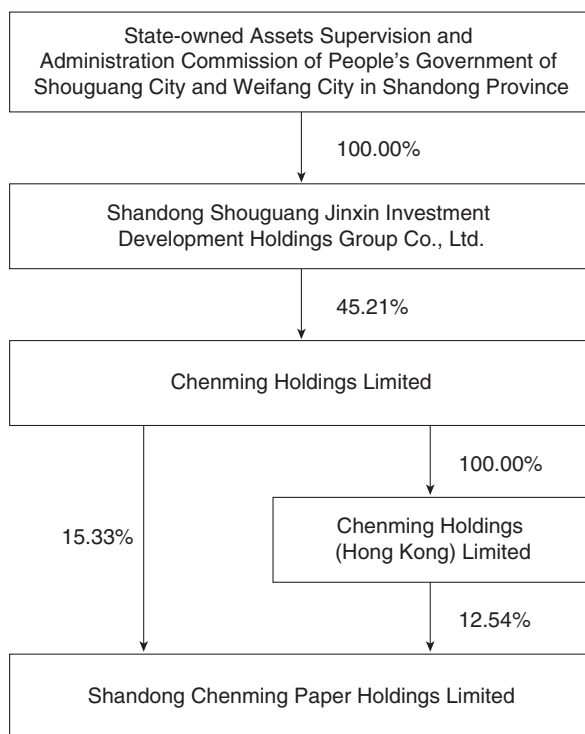 State-owned Assets Supervision and
Administration Commission of People’s Government of
Shouguang City and Weifang City in Shandong Province
100.00%
Shandong Shouguang Jinxin Investment
Development Holdings Group Co., Ltd.
45.21%
Chenming Holdings Limited
100.00%
Chenming Holdings
(Hong Kong) Limited
15.33%
12.54%
Shandong Chenming Paper Holdings Limited